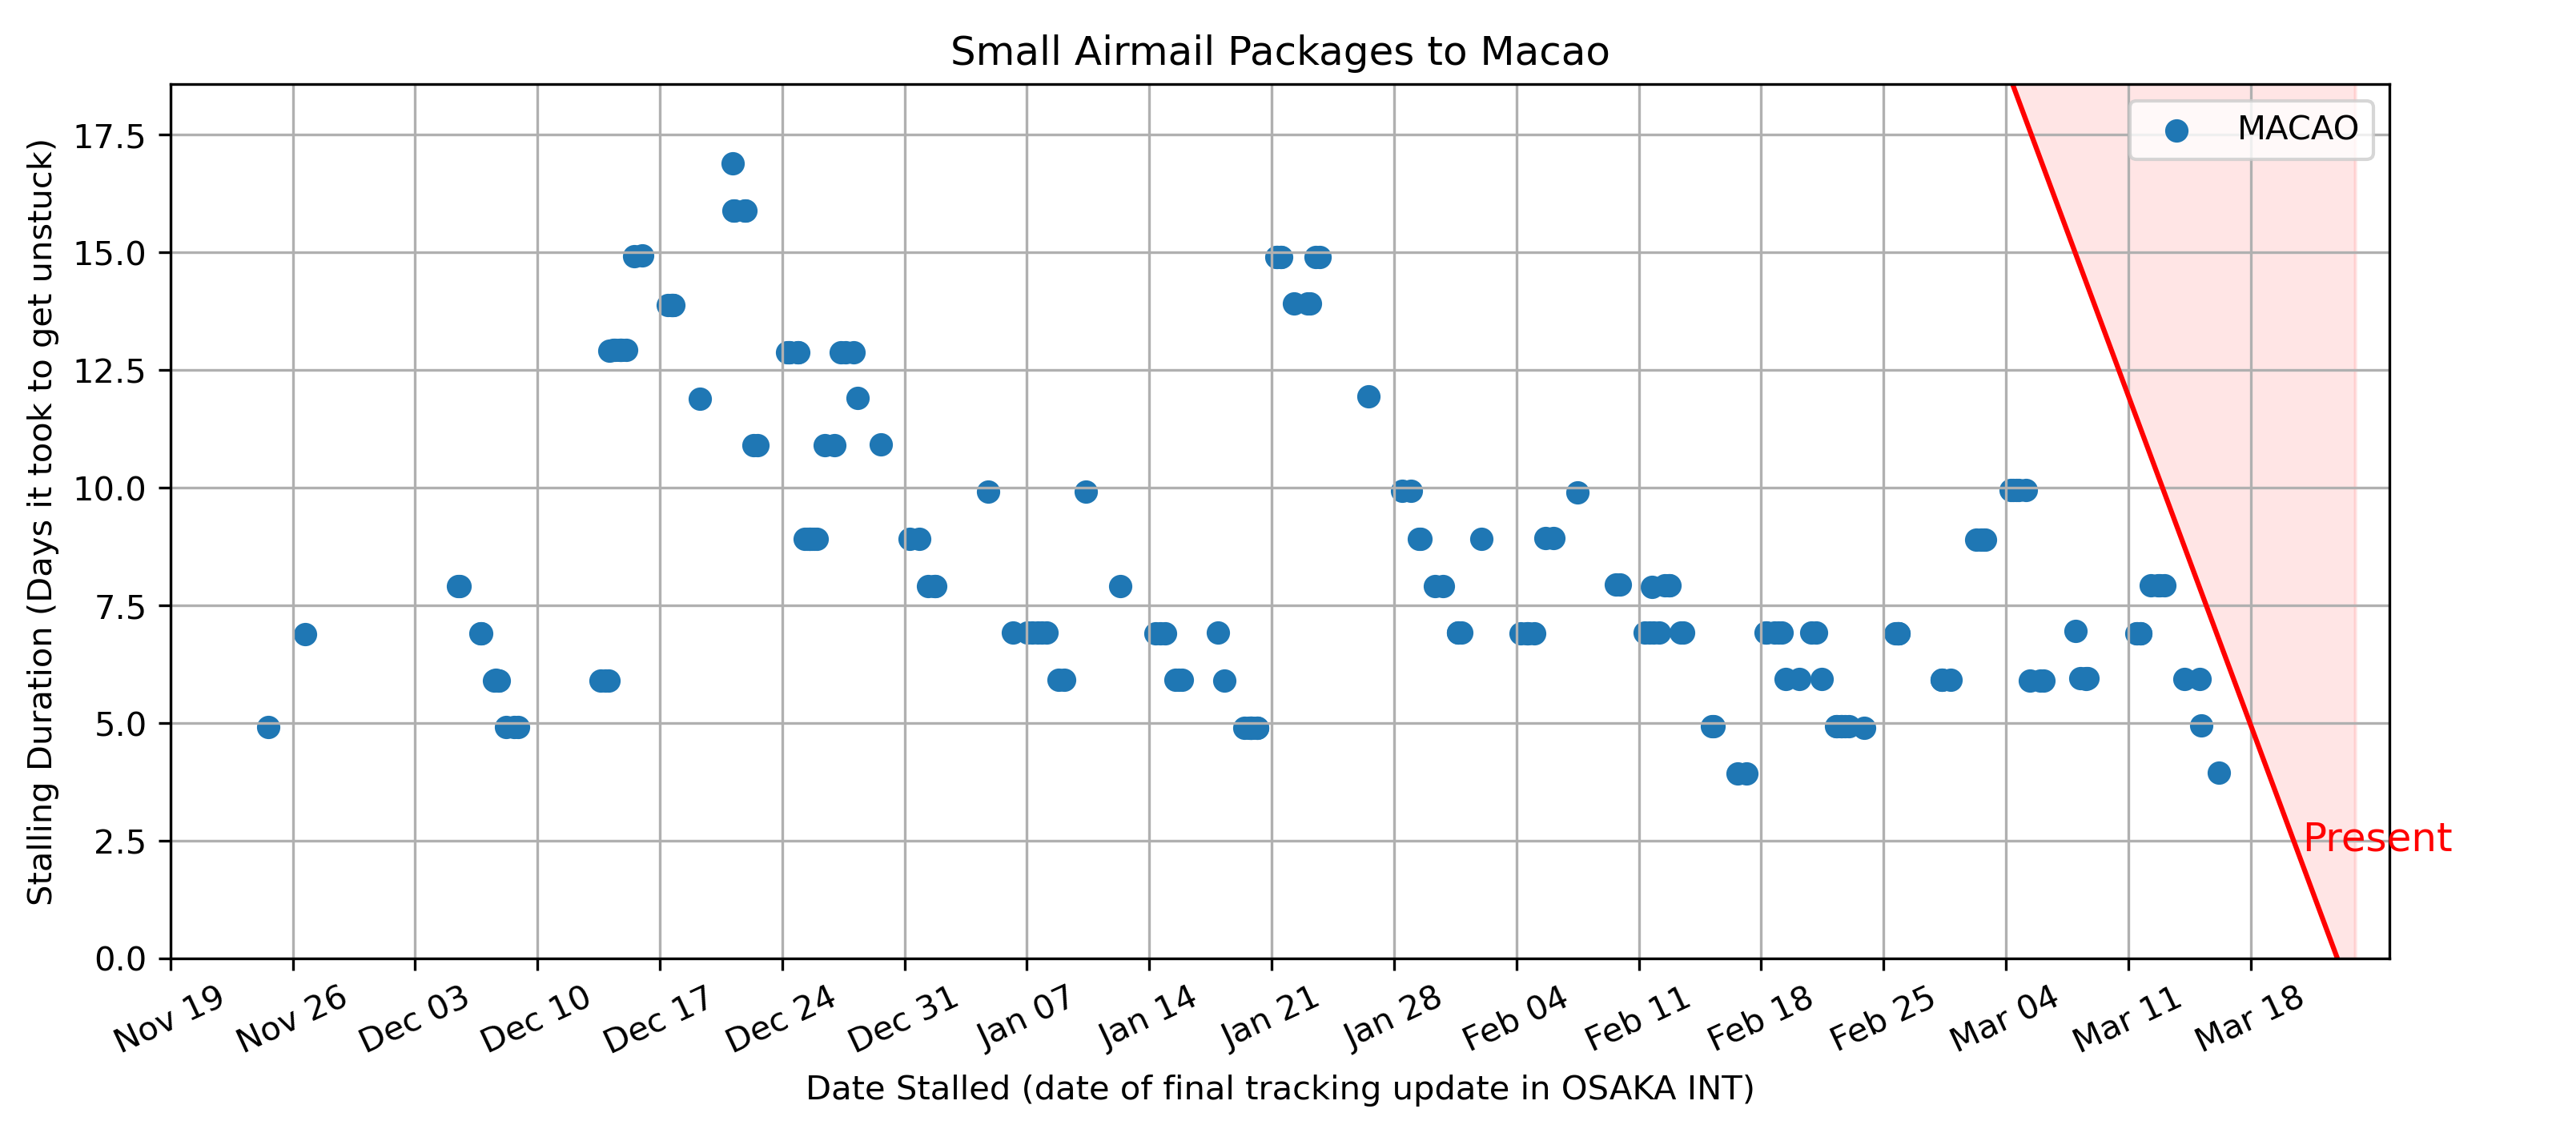 Small Airmail Packages to Macao
MACAO
Stalling Duration (Days it took to get unstuck)
17.5
15.0
12.5
10.0
7.5
5.0
2.5
0.0
Present
Nov 19
Nov 26
Dec 03
Dec 10
Dec 17
Dec 24
Dec 31
Jan 07
Jan 14
Jan 21
Jan 28
Feb 04
Feb 11
Feb 18
Feb 25
Mar 04
Mar 11
Mar 18
Date Stalled (date of final tracking update in OSAKA INT)